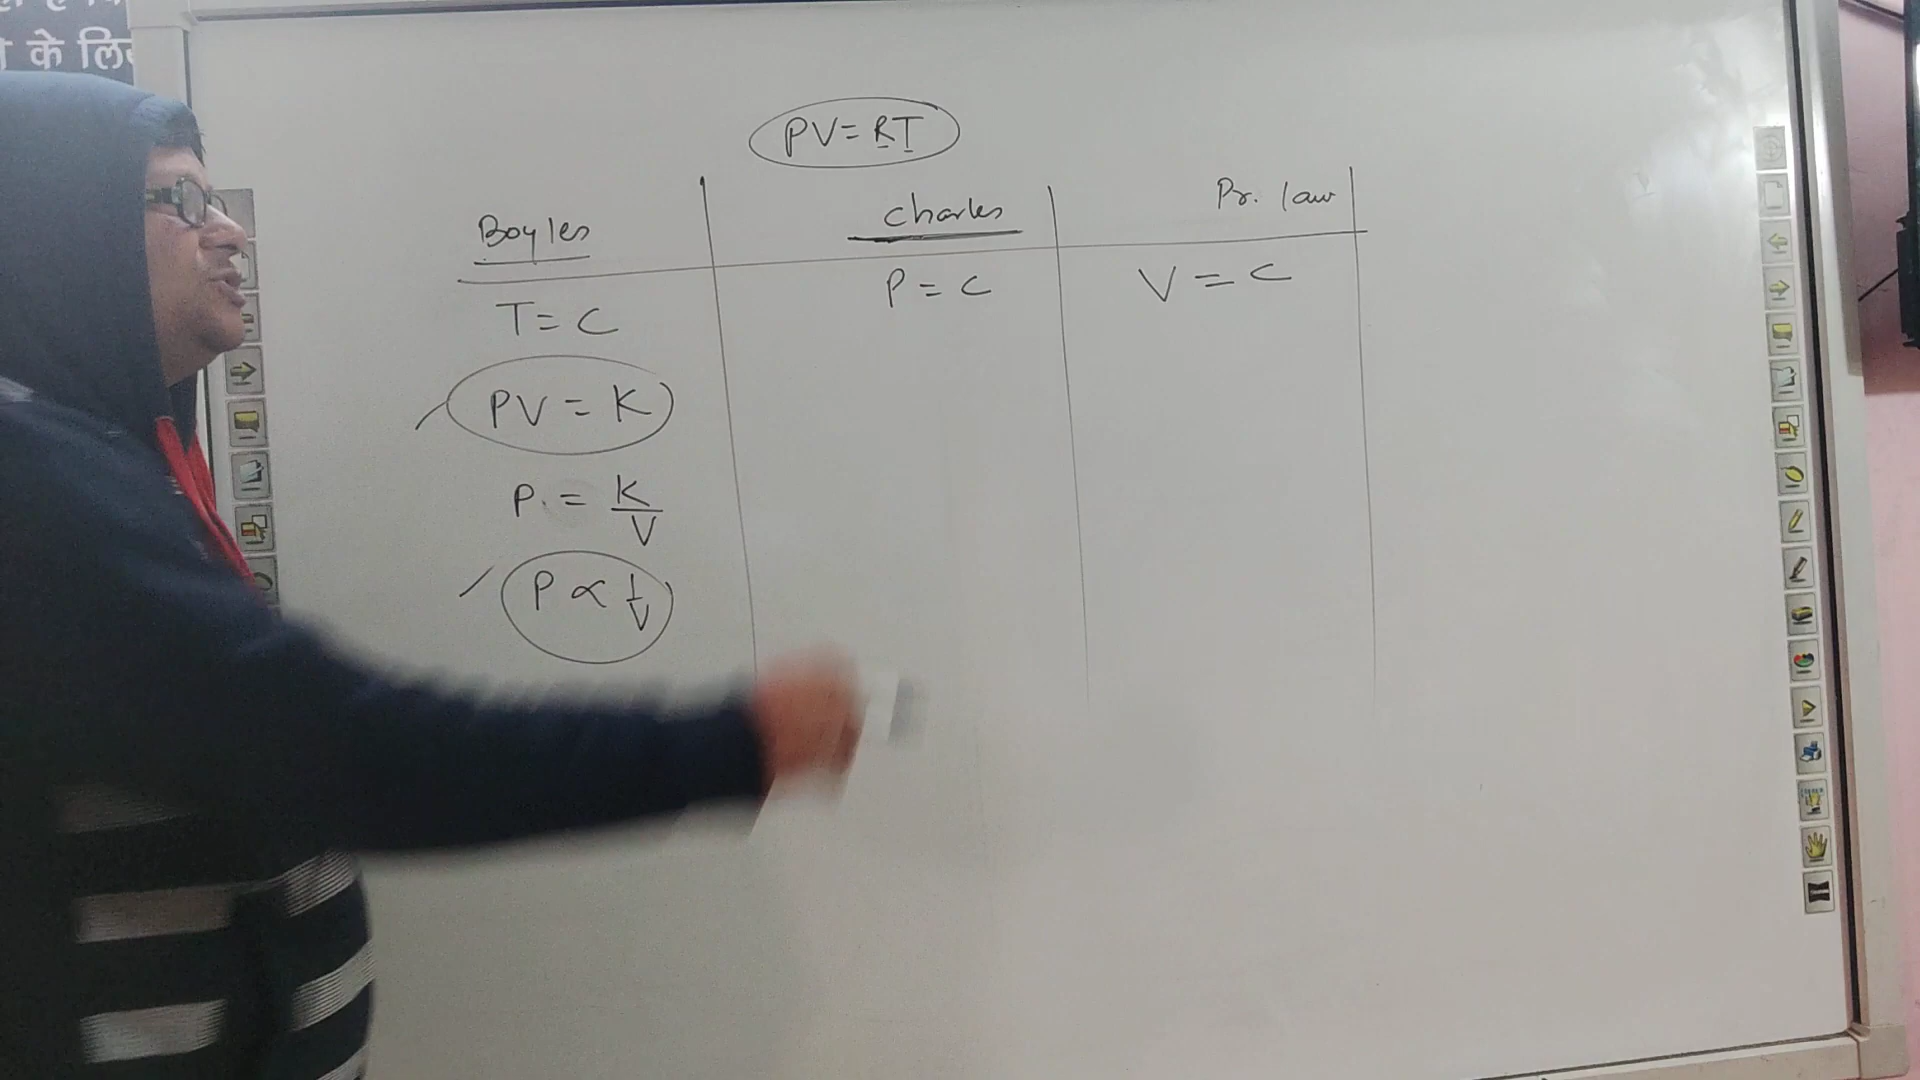 के लि
PV=RT
Boyles
Charles
Pr. law
T=C
P=C
V=C
PV=K
P.=K/V
P∝1/V